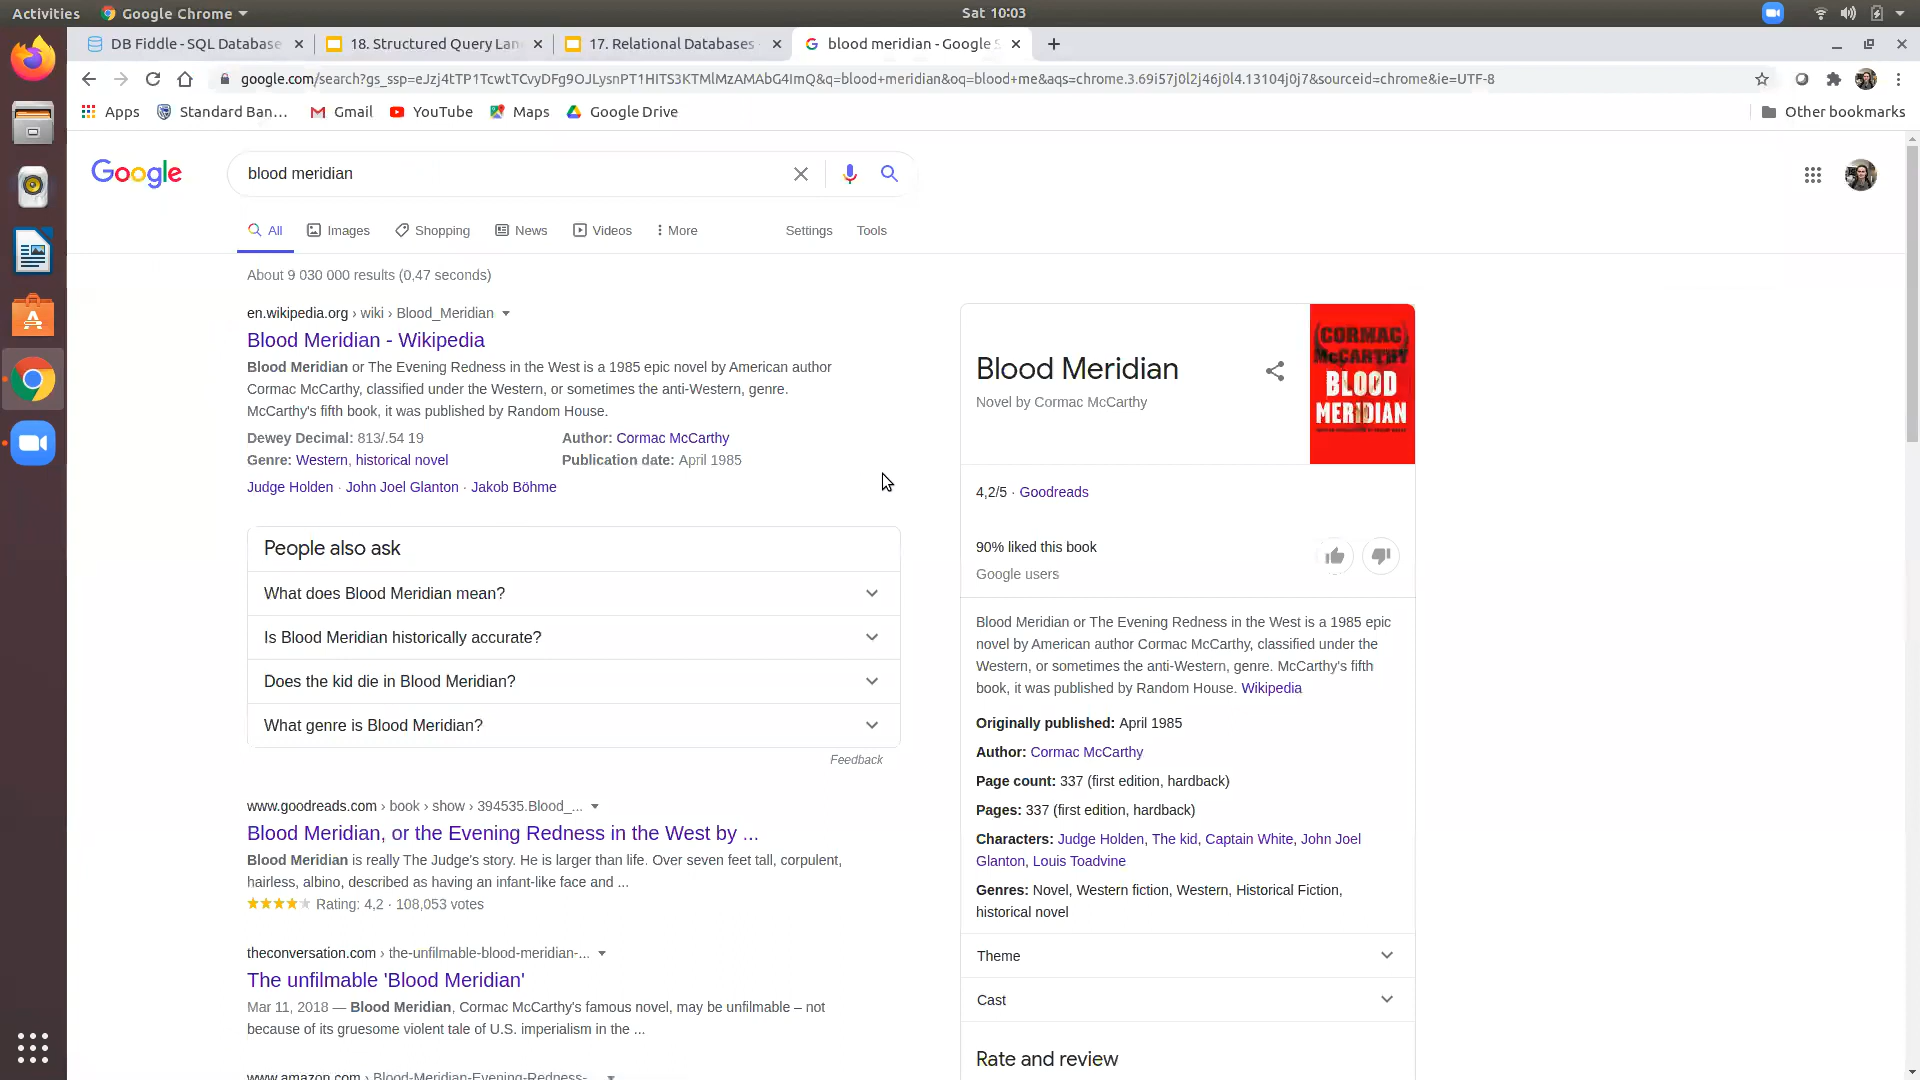 Activities
Google Chrome
Sat 10:03
DB Fiddle - SQL Database
18. Structured Query Lan
17. Relational Databases
blood meridian - Google S
google.com/search?gs_ssp=eJzj4tTP1TcwtTCvyDFg9OJLysnPT1HITS3KTMlMzAMAbG4ImQ&q=blood+meridian&oq=blood+me&aqs=chrome.3.69i57j0l2j46j0l4.13104j0j7&sourceid=chrome&ie=UTF-8
Apps
Standard Ban...
Gmail
YouTube
Maps
Google Drive
Other bookmarks
Google
blood meridian
All
Images
Shopping
News
Videos
More
Settings
Tools
About 9 030 000 results (0,47 seconds)
en.wikipedia.org › wiki › Blood_Meridian
Blood Meridian - Wikipedia
Blood Meridian or The Evening Redness in the West is a 1985 epic novel by American author
Cormac McCarthy, classified under the Western, or sometimes the anti-Western, genre.
McCarthy's fifth book, it was published by Random House.
Dewey Decimal: 813/.54 19
Author: Cormac McCarthy
Genre: Western, historical novel
Publication date: April 1985
Judge Holden · John Joel Glanton · Jakob Böhme
People also ask
What does Blood Meridian mean?
Is Blood Meridian historically accurate?
Does the kid die in Blood Meridian?
What genre is Blood Meridian?
Feedback
www.goodreads.com › book › show › 394535.Blood_...
Blood Meridian, or the Evening Redness in the West by ...
Blood Meridian is really The Judge's story. He is larger than life. Over seven feet tall, corpulent,
hairless, albino, described as having an infant-like face and ...
Rating: 4,2 · 108,053 votes
theconversation.com › the-unfilmable-blood-meridian-...
The unfilmable 'Blood Meridian'
Mar 11, 2018 — Blood Meridian, Cormac McCarthy's famous novel, may be unfilmable – not
because of its gruesome violent tale of U.S. imperialism in the ...
www.amazon.com › Blood-Meridian-Evening-Redness-...
Blood Meridian
Novel by Cormac McCarthy
CORMAC
McCARTHY
BLOOD
MERIDIAN
4,2/5 · Goodreads
90% liked this book
Google users
Blood Meridian or The Evening Redness in the West is a 1985 epic
novel by American author Cormac McCarthy, classified under the
Western, or sometimes the anti-Western, genre. McCarthy's fifth
book, it was published by Random House. Wikipedia
Originally published: April 1985
Author: Cormac McCarthy
Page count: 337 (first edition, hardback)
Pages: 337 (first edition, hardback)
Characters: Judge Holden, The kid, Captain White, John Joel
Glanton, Louis Toadvine
Genres: Novel, Western fiction, Western, Historical Fiction,
historical novel
Theme
Cast
Rate and review